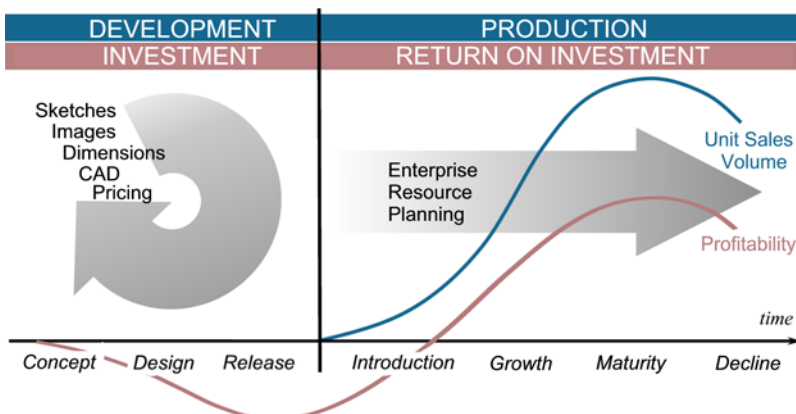 DEVELOPMENT
PRODUCTION
INVESTMENT
RETURN ON INVESTMENT
Sketches
Images
Dimensions
CAD
Pricing
Enterprise
Resource
Planning
Unit Sales
Volume
Profitability
time
Concept
Design
Release
Introduction
Growth
Maturity
Decline